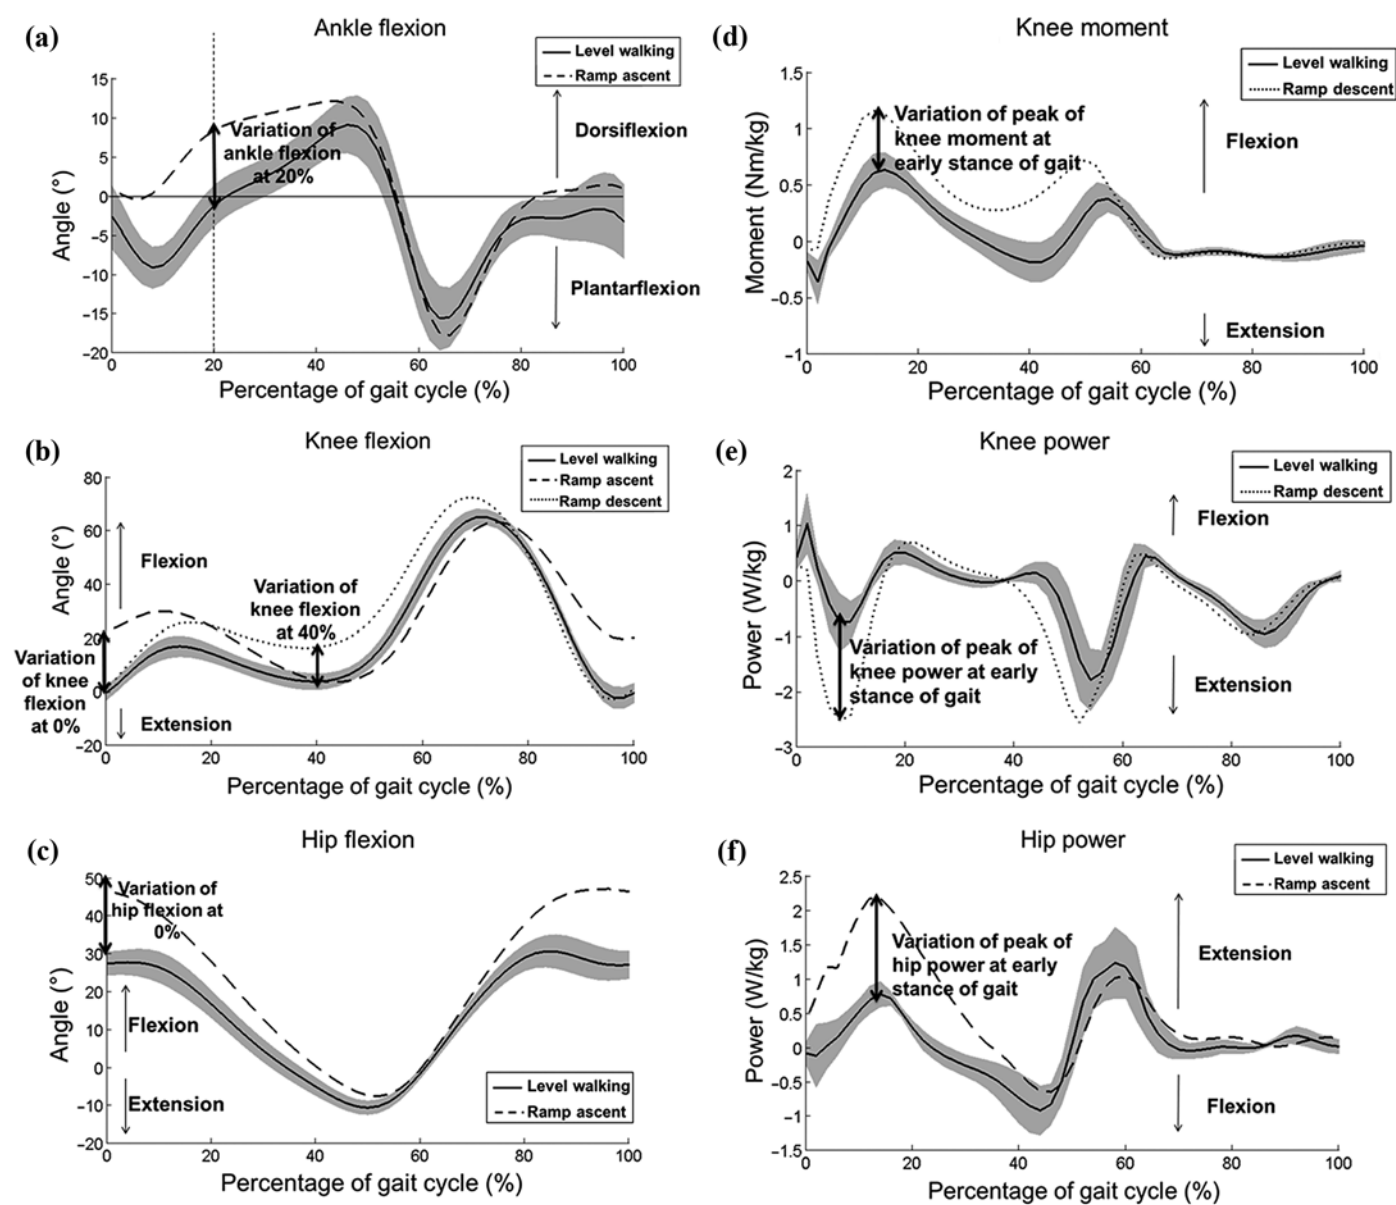 (a)
Ankle flexion
Level walking
Ramp ascent
15
10
5
0
−5
−10
−15
−20
Angle (°)
Variation of
ankle flexion
at 20%
Dorsiflexion
Plantarflexion
0
20
40
60
80
100
Percentage of gait cycle (%)
(d)
Knee moment
Level walking
Ramp descent
1.5
1
0.5
0
−0.5
−1
Moment (Nm/kg)
Variation of peak of
knee moment at
early stance of gait
Flexion
Extension
0
20
40
60
80
100
Percentage of gait cycle (%)
(b)
Knee flexion
Level walking
Ramp ascent
Ramp descent
80
60
40
20
0
−20
Angle (°)
Flexion
Variation of
knee flexion
at 40%
Variation
of knee
flexion
at 0%
Extension
0
20
40
60
80
100
Percentage of gait cycle (%)
(e)
Knee power
Level walking
Ramp descent
2
1
0
−1
−2
−3
Power (W/kg)
Flexion
Variation of peak of
knee power at early
stance of gait
Extension
0
20
40
60
80
100
Percentage of gait cycle (%)
(c)
Hip flexion
50
40
30
20
10
0
−10
−20
Angle (°)
Variation of
hip flexion at
0%
Flexion
Extension
Level walking
Ramp ascent
0
20
40
60
80
100
Percentage of gait cycle (%)
(f)
Hip power
Level walking
Ramp ascent
2.5
2
1.5
1
0.5
0
−0.5
−1
−1.5
Power (W/kg)
Variation of peak of
hip power at early
stance of gait
Extension
Flexion
0
20
40
60
80
100
Percentage of gait cycle (%)